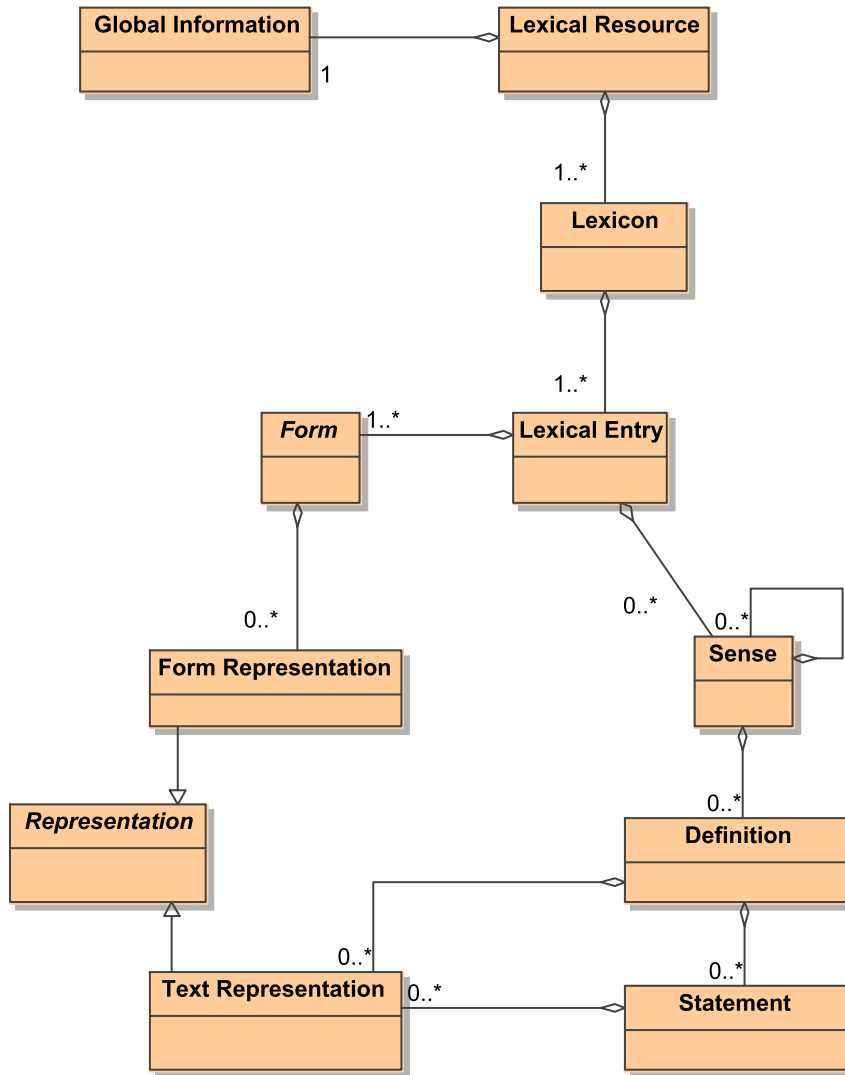 Global Information
Lexical Resource
1
1..*
Lexicon
1..*
Form
1..*
Lexical Entry
0..*
0..*
0..*
Form Representation
Sense
0..*
Representation
Definition
0..*
0..*
Text Representation
0..*
Statement